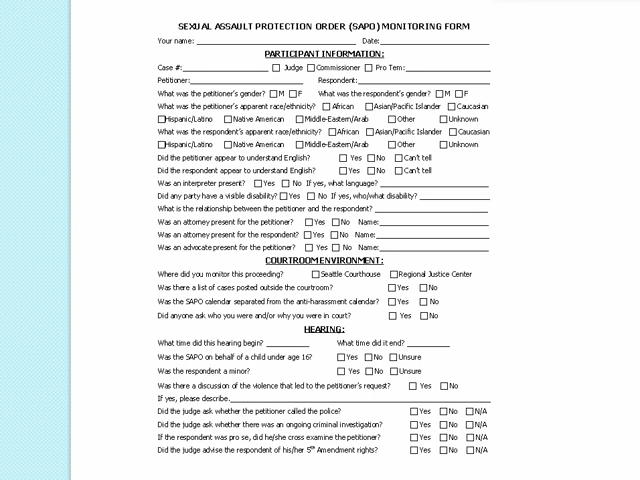 SEXUAL ASSAULT PROTECTION ORDER (SAPO) MONITORING FORM
Your name: Date:
PARTICIPANT INFORMATION:
Case #: Judge Commissioner Pro Tem:
Petitioner: Respondent:
What was the petitioner's gender? M F What was the respondent's gender? M F
What was the petitioner's apparent race/ethnicity? African Asian/Pacific Islander Caucasian
Hispanic/Latino Native American Middle-Eastern/Arab Other Unknown
What was the respondent's apparent race/ethnicity? African Asian/Pacific Islander Caucasian
Hispanic/Latino Native American Middle-Eastern/Arab Other Unknown
Did the petitioner appear to understand English? Yes No Can't tell
Did the respondent appear to understand English? Yes No Can't tell
Was an interpreter present? Yes No If yes, what language?
Did any party have a visible disability? Yes No If yes, who/what disability?
What is the relationship between the petitioner and the respondent?
Was an attorney present for the petitioner? Yes No Name:
Was an attorney present for the respondent? Yes No Name:
Was an advocate present for the petitioner? Yes No Name:
COURTROOM ENVIRONMENT:
Where did you monitor this proceeding? Seattle Courthouse Regional Justice Center
Was there a list of cases posted outside the courtroom? Yes No
Was the SAPO calendar separated from the anti-harassment calendar? Yes No
Did anyone ask who you were and/or why you were in court? Yes No
HEARING:
What time did this hearing begin? What time did it end?
Was the SAPO on behalf of a child under age 16? Yes No Unsure
Was the respondent a minor? Yes No Unsure
Was there a discussion of the violence that led to the petitioner's request? Yes No
If yes, please describe.
Did the judge ask whether the petitioner called the police? Yes No N/A
Did the judge ask whether there was an ongoing criminal investigation? Yes No N/A
If the respondent was pro se, did he/she cross examine the petitioner? Yes No N/A
Did the judge advise the respondent of his/her 5th Amendment rights? Yes No N/A